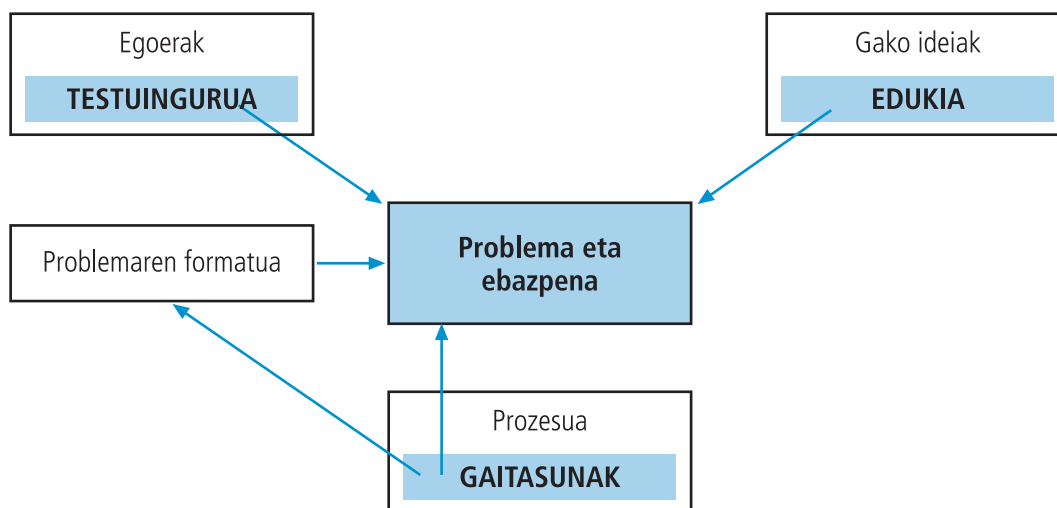 Egoerak
TESTUINGURUA
Gako ideiak
EDUKIA
Problemaren formatua
Problema eta
ebazpena
Prozesua
GAITASUNAK